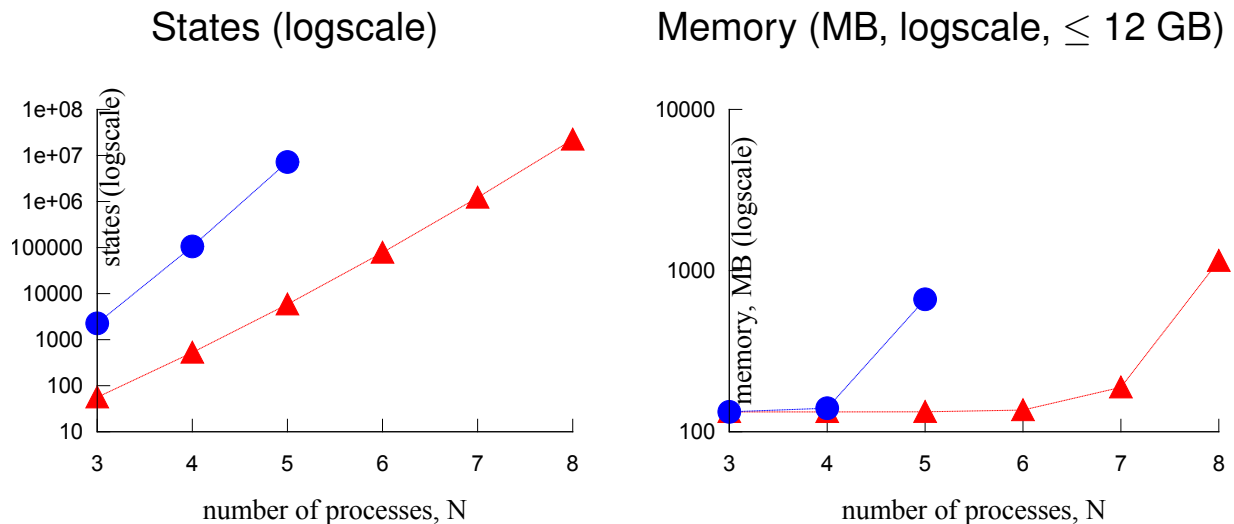 States (logscale)
1e+08
1e+07
1e+06
100000
10000
1000
100
10
states (logscale)
3 4 5 6 7 8
number of processes, N
Memory (MB, logscale, ≤ 12 GB)
10000
1000
100
memory, MB (logscale)
3 4 5 6 7 8
number of processes, N